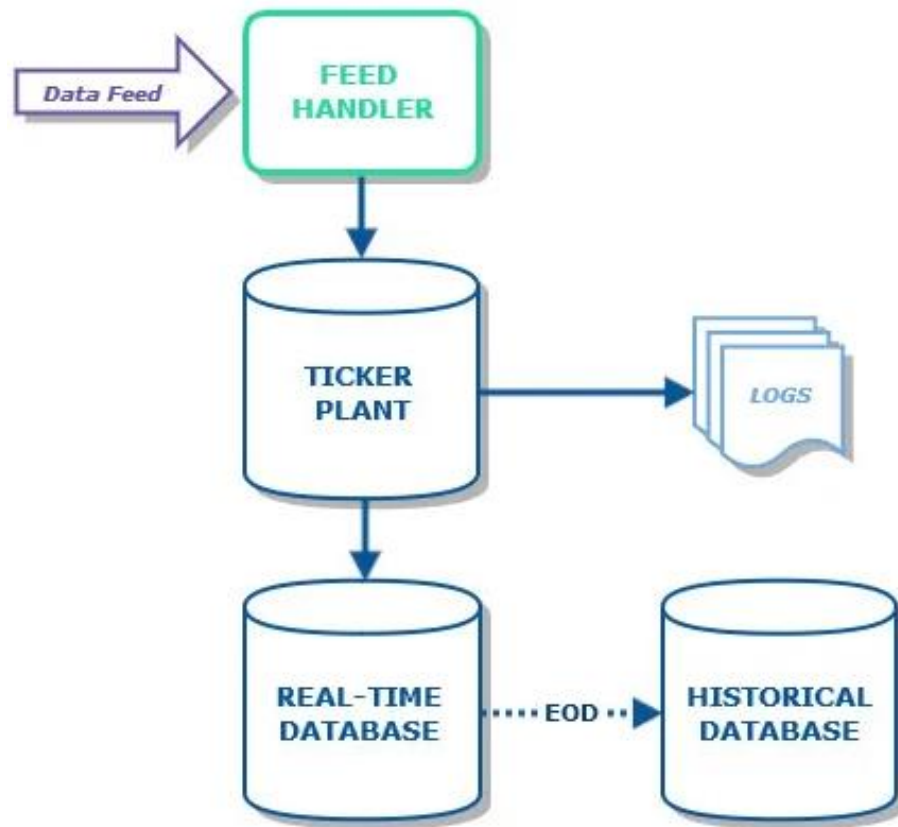 Data Feed
FEED
HANDLER
TICKER
PLANT
LOGS
REAL-TIME
DATABASE
EOD
HISTORICAL
DATABASE